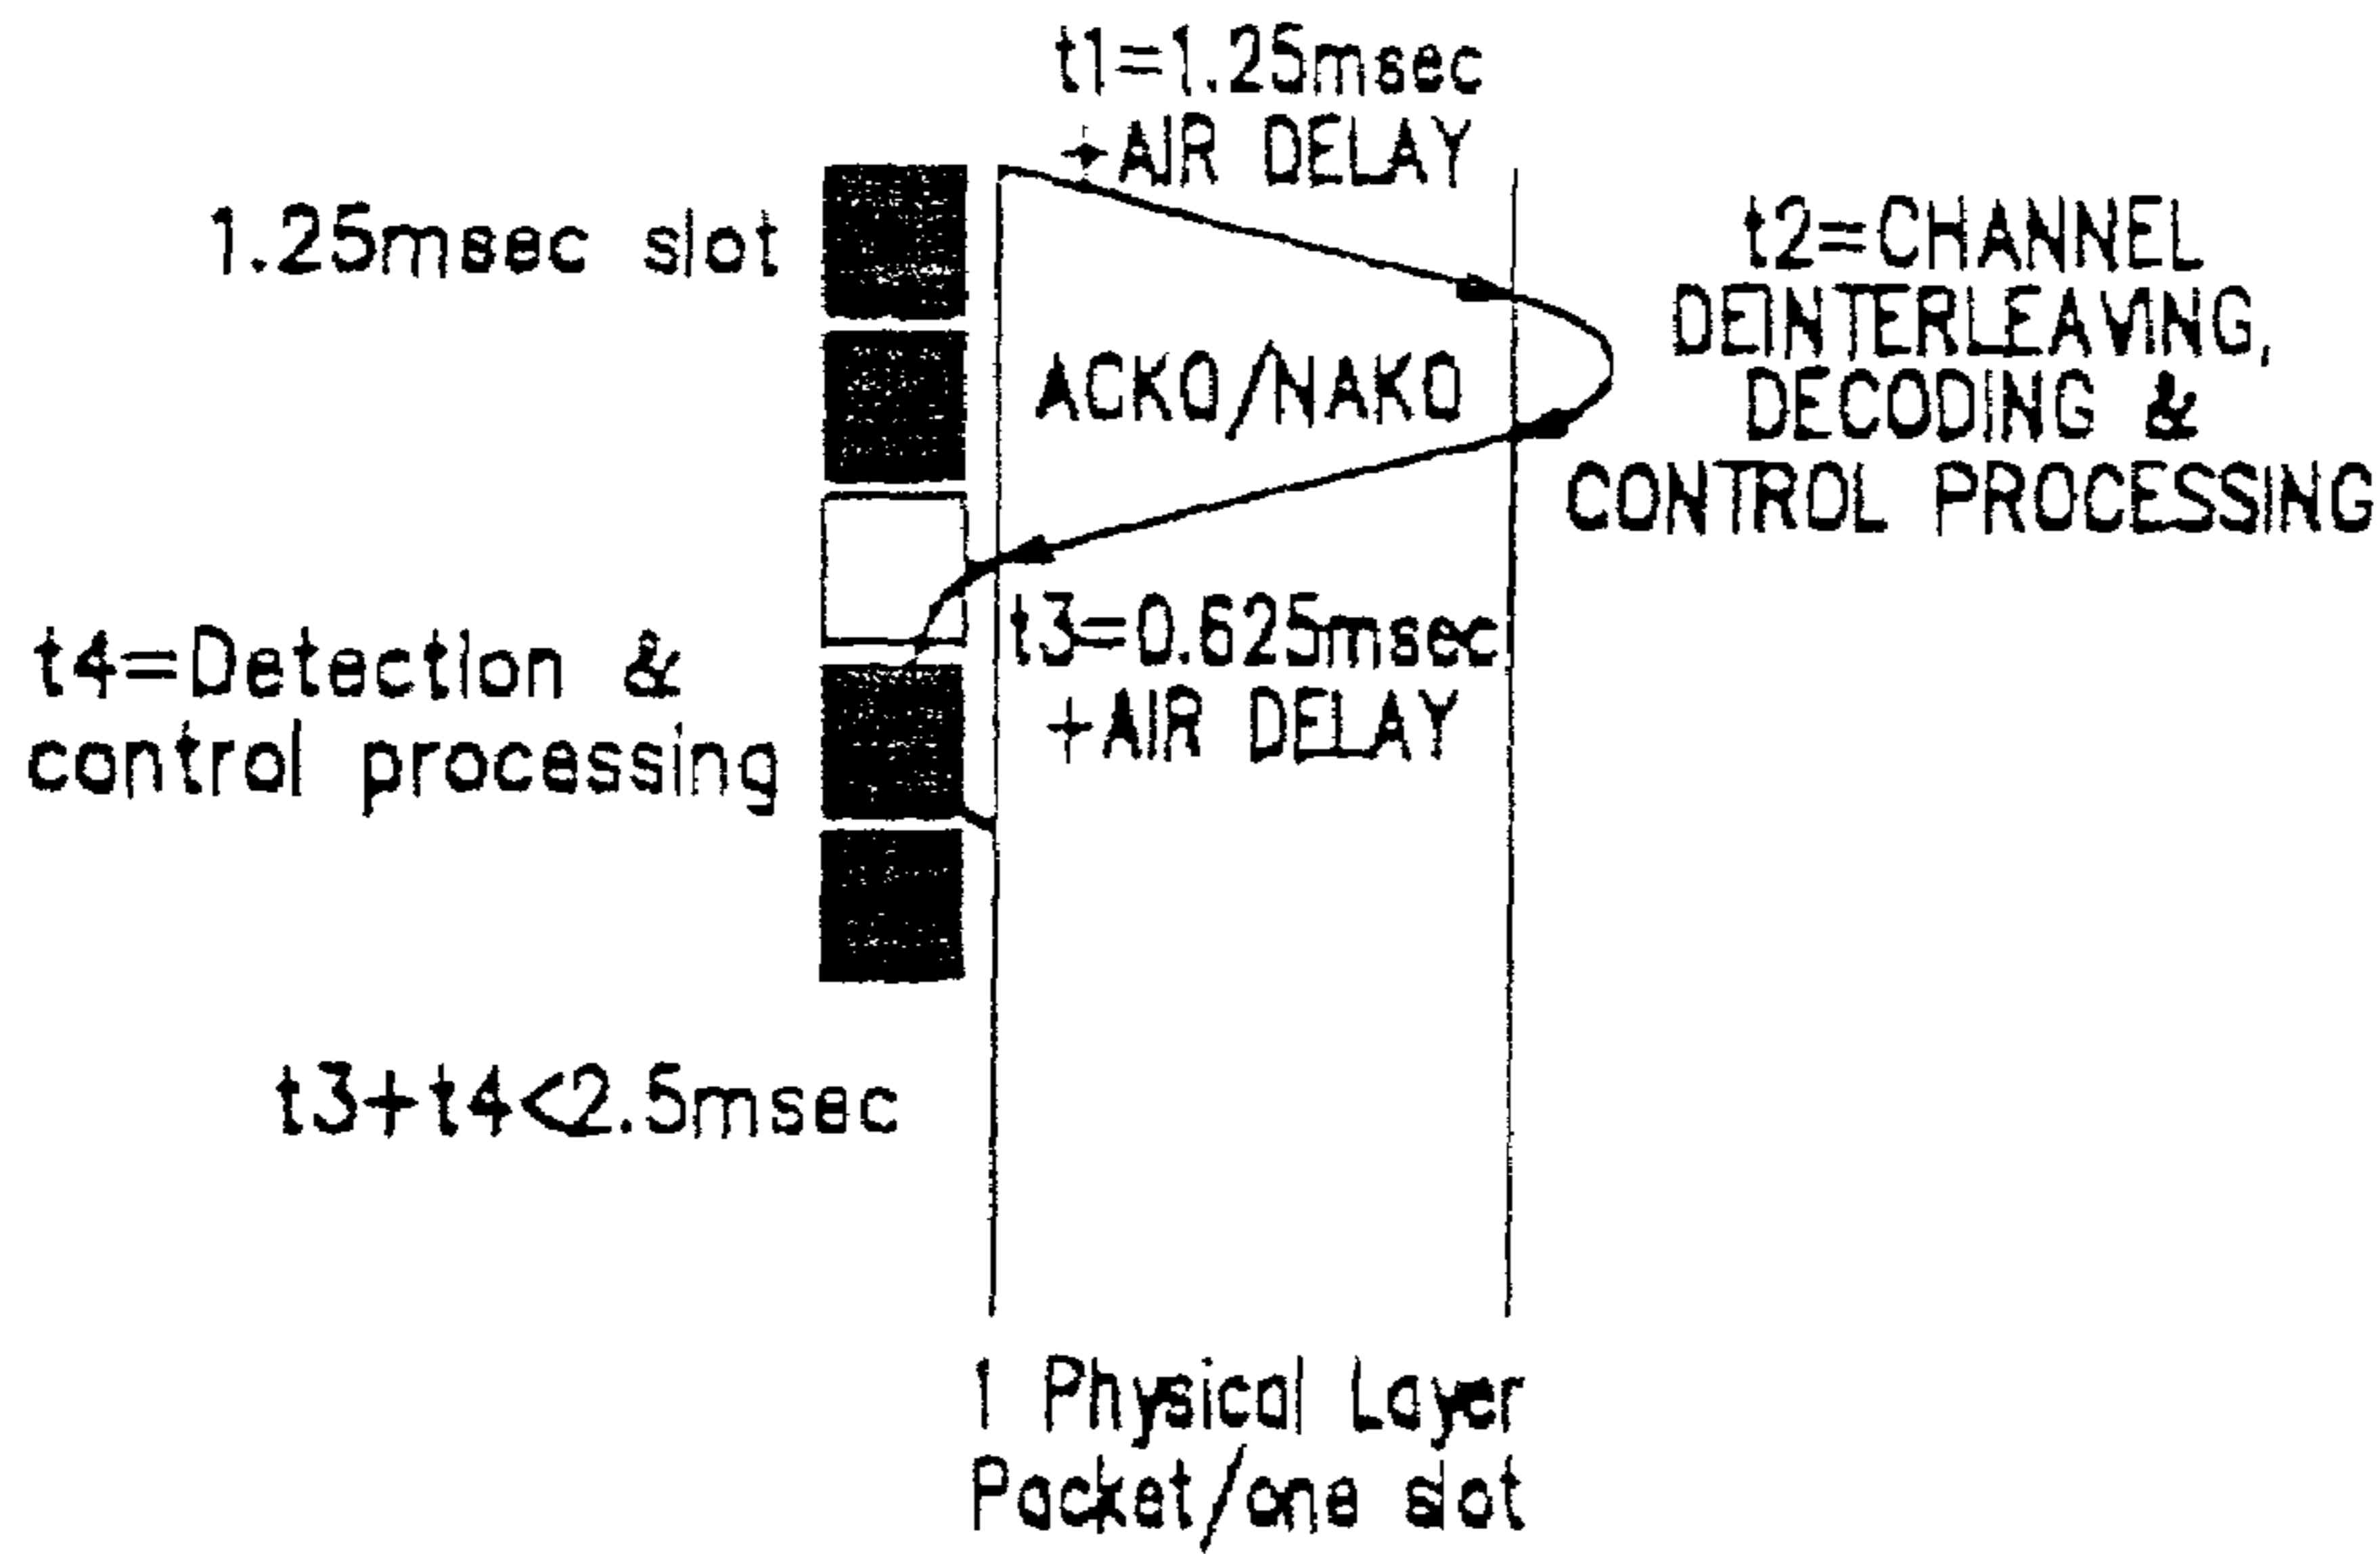 t1=1.25msec
+AIR DELAY
1.25msec slot
t2=CHANNEL
DEINTERLEAVING,
DECODING &
CONTROL PROCESSING
ACK0/NAK0
t3=0.625msec
+AIR DELAY
t4=Detection &
control processing
t3+t4<2.5msec
1 Physical Layer
Packet/one slot